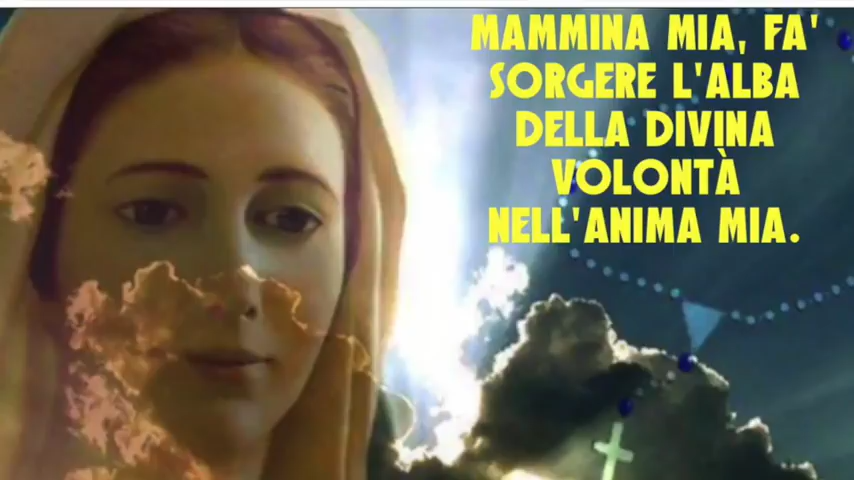 MAMMINA MIA, FA'
SORGERE L'ALBA
DELLA DIVINA
VOLONTÀ
NELL'ANIMA MIA.